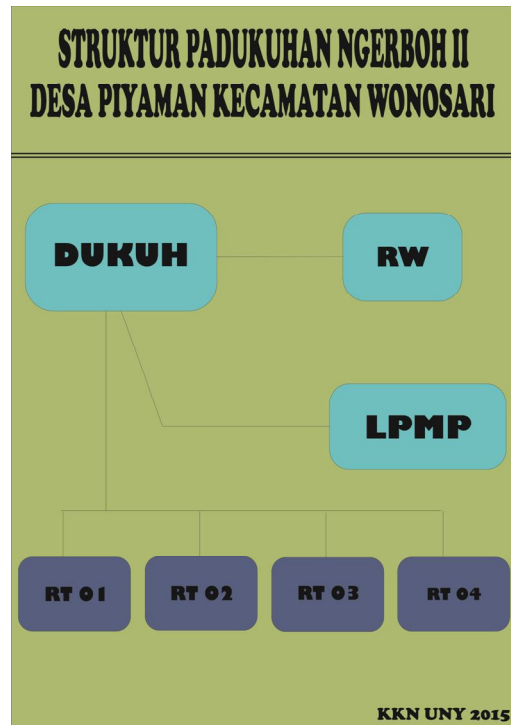 STRUKTUR PADUKUHAN NGERBOH II
DESA PIYAMAN KECAMATAN WONOSARI
DUKUH
RW
LPMP
RT 01
RT 02
RT 03
RT 04
KKN UNY 2015